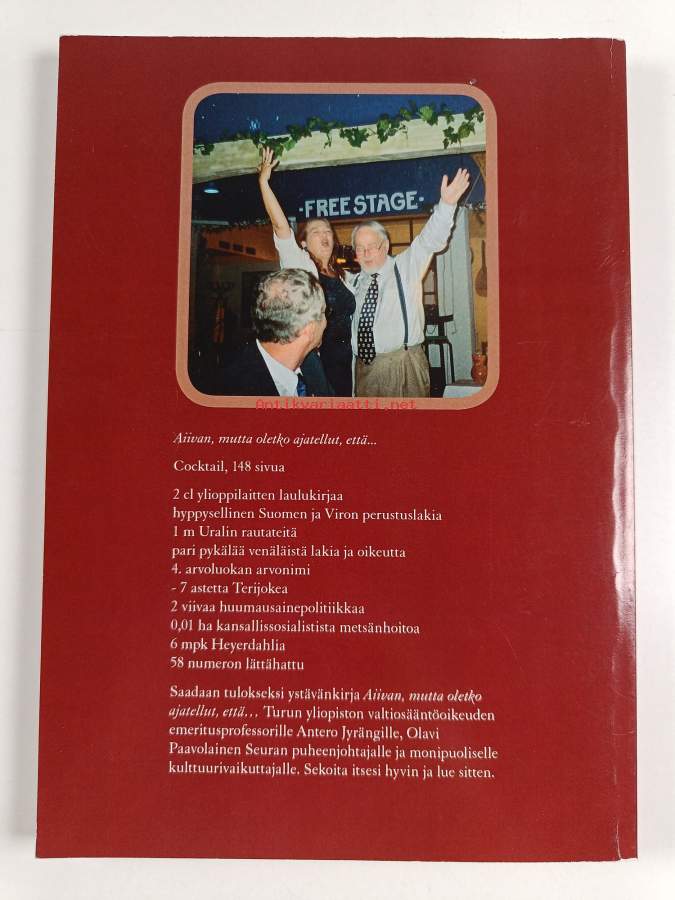 -FREE STAGE-
Antikvariaatti.net
Aiivan, mutta oletko ajatellut, että...
Cocktail, 148 sivua
2 cl ylioppilaitten laulukirjaa
hyppysellinen Suomen ja Viron perustuslakia
1 m Uralin rautateitä
pari pykälää venäläistä lakia ja oikeutta
4. arvoluokan arvonimi
- 7 astetta Terijokea
2 viivaa huumausainepolitiikkaa
0,01 ha kansallissosialistista metsänhoitoa
6 mpk Heyerdahlia
58 numeron lättähattu
Saadaan tulokseksi ystävänkirja Aiivan, mutta oletko
ajatellut, että… Turun yliopiston valtiosääntöoikeuden
emeritusprofessorille Antero Jyrängille, Olavi
Paavolainen Seuran puheenjohtajalle ja monipuoliselle
kulttuurivaikuttajalle. Sekoita itsesi hyvin ja lue sitten.